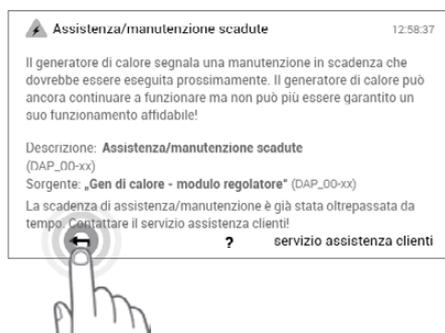 Assistenza/manutenzione scadute 12:58:37
Il generatore di calore segnala una manutenzione in scadenza che
dovrebbe essere eseguita prossimamente. Il generatore di calore può
ancora continuare a funzionare ma non può più essere garantito un
suo funzionamento affidabile!
Descrizione: Assistenza/manutenzione scadute
(DAP_00-xx)
Sorgente: „Gen di calore - modulo regolatore“ (DAP_00-xx)
La scadenza di assistenza/manutenzione è già stata oltrepassata da
tempo. Contattare il servizio assistenza clienti!
? servizio assistenza clienti